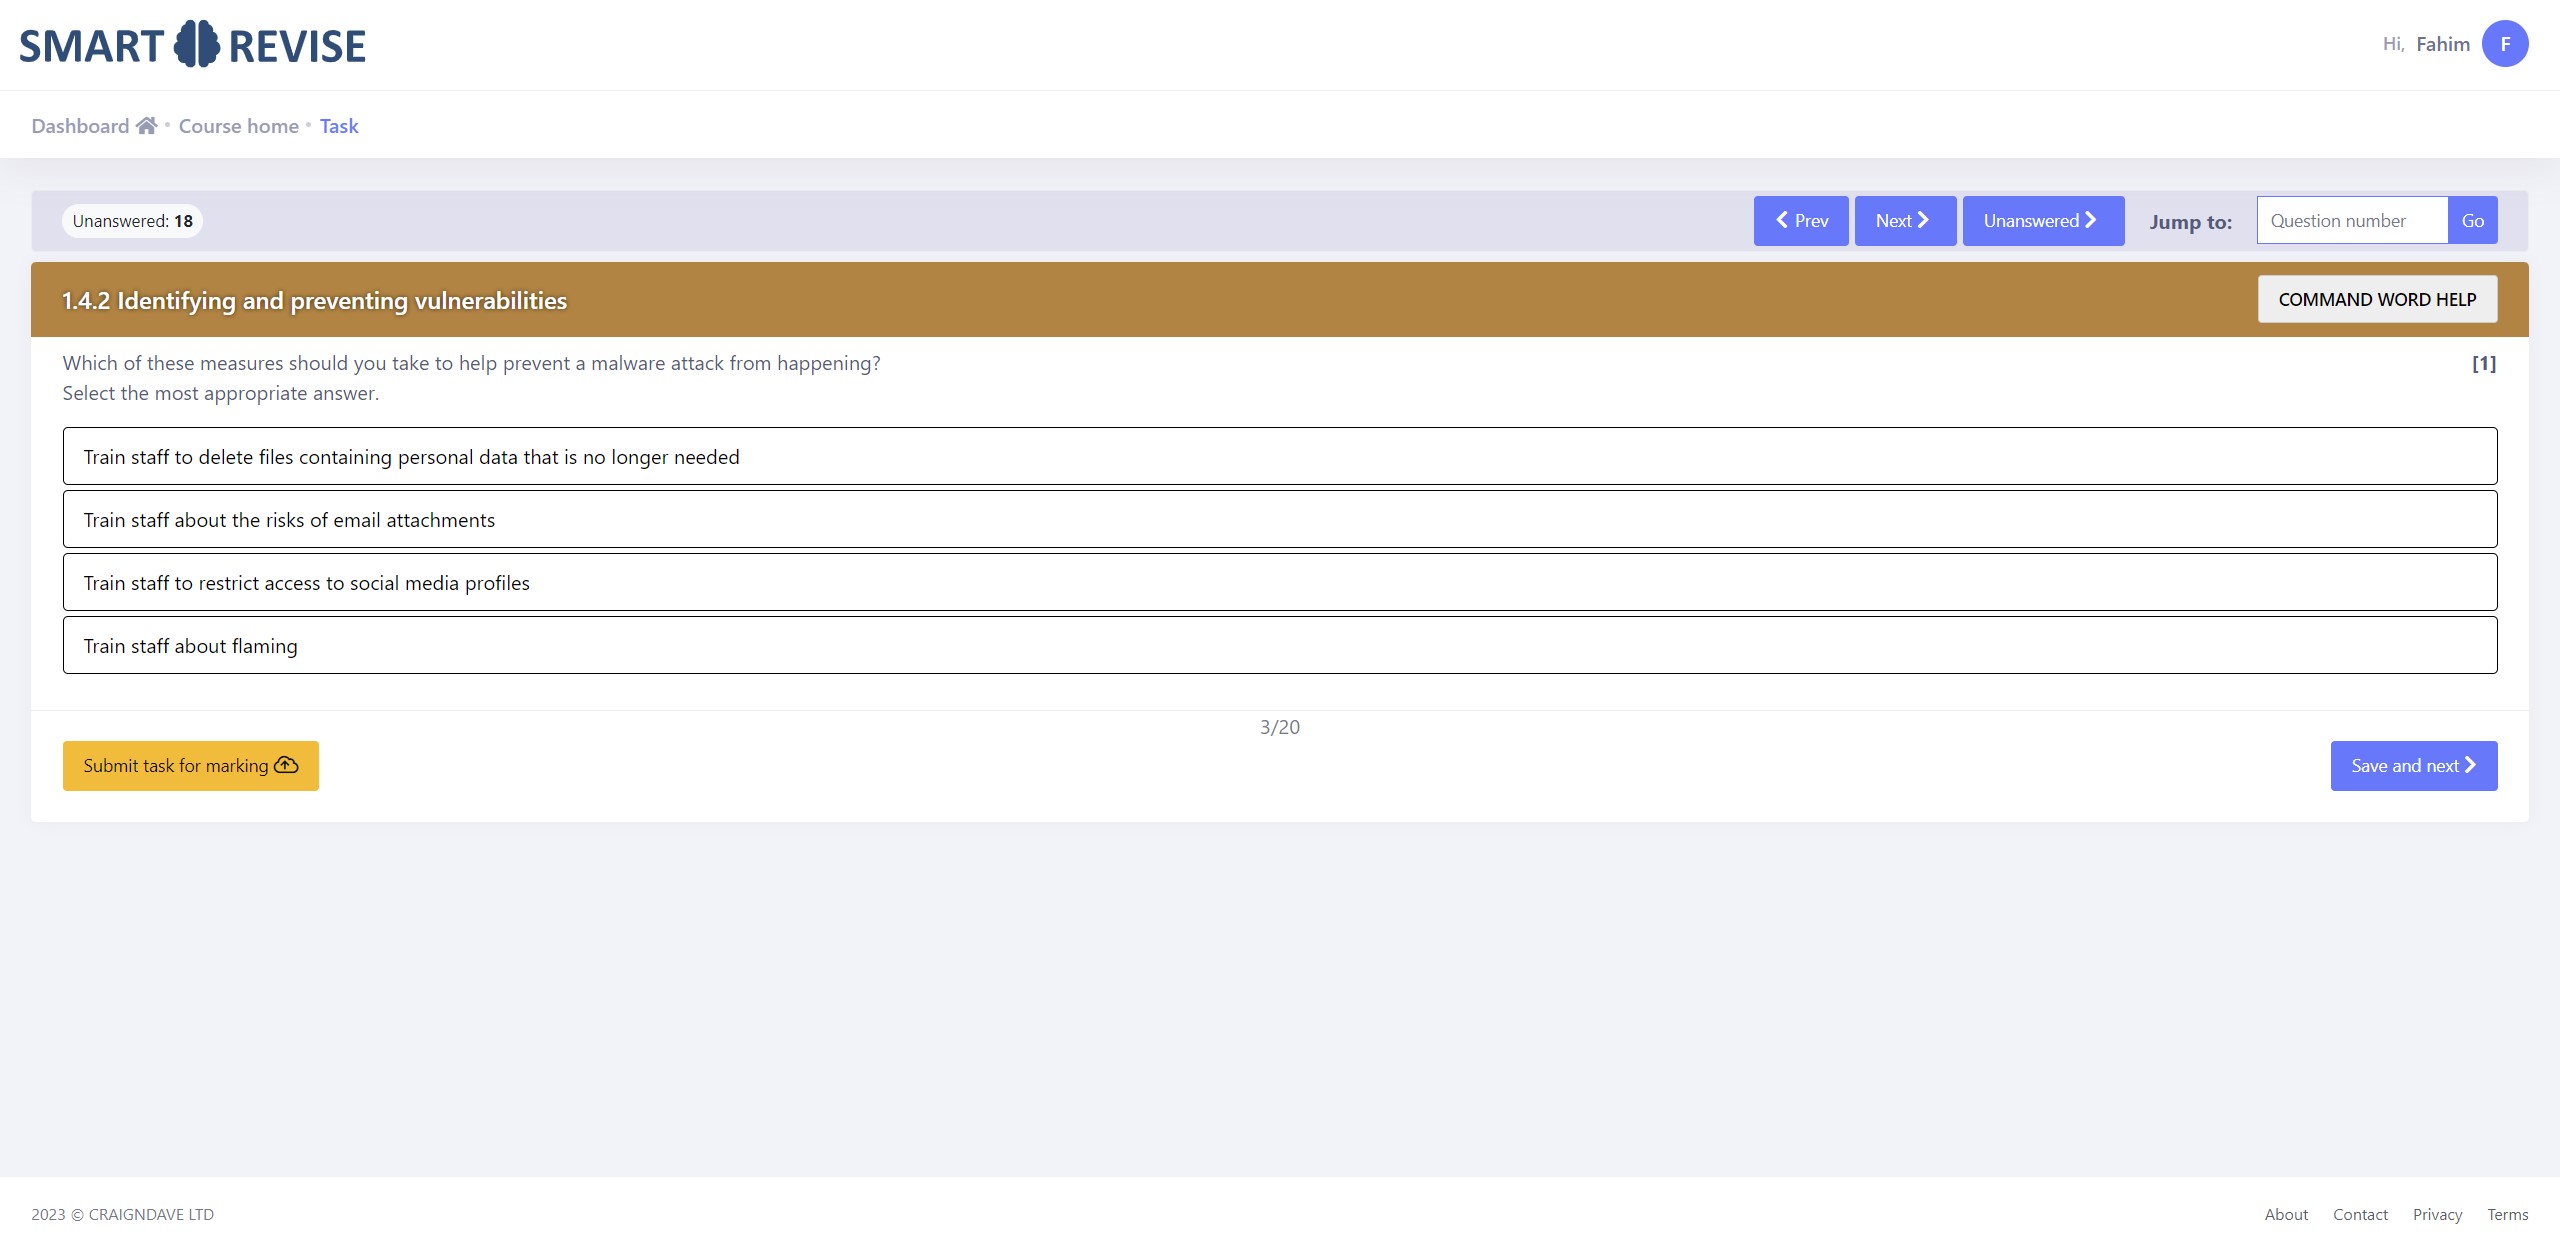 SMART REVISE
Hi, Fahim F
Dashboard • Course home • Task
Unanswered: 18
Prev
Next
Unanswered
Jump to:
Question number
Go
1.4.2 Identifying and preventing vulnerabilities
COMMAND WORD HELP
Which of these measures should you take to help prevent a malware attack from happening?
[1]
Select the most appropriate answer.
Train staff to delete files containing personal data that is no longer needed
Train staff about the risks of email attachments
Train staff to restrict access to social media profiles
Train staff about flaming
3/20
Submit task for marking
Save and next
2023 © CRAIGNDAVE LTD
About
Contact
Privacy
Terms